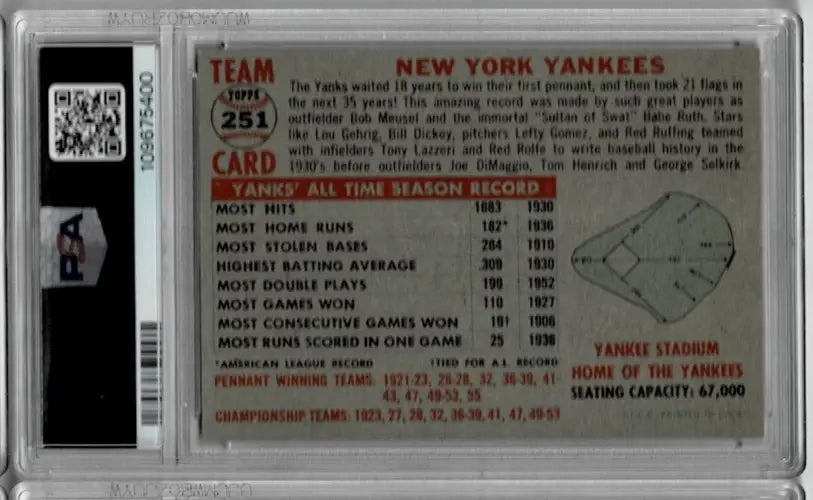 TEAM
TOPPS
251
CARD
NEW YORK YANKEES
The Yanks waited 18 years to win their first pennant, and then took 21 flags in
the next 35 years! This amazing record was made by such great players as
outfielder Bob Meusel and the immortal "Sultan of Swat" Babe Ruth. Stars
like Lou Gehrig, Bill Dickey, pitchers Lefty Gomez, and Red Ruffing teamed
with infielders Tony Lazzeri and Red Rolfe to write baseball history in the
1930's before outfielders Joe DiMaggio, Tom Henrich and George Selkirk.
YANKS' ALL TIME SEASON RECORD
MOST HITS 1683 1930
MOST HOME RUNS 182* 1936
MOST STOLEN BASES 284 1910
HIGHEST BATTING AVERAGE .309 1930
MOST DOUBLE PLAYS 199 1952
MOST GAMES WON 110 1927
MOST CONSECUTIVE GAMES WON 19† 1906
MOST RUNS SCORED IN ONE GAME 25 1936
*AMERICAN LEAGUE RECORD †TIED FOR A.L. RECORD
PENNANT WINNING TEAMS: 1921-23, 26-28, 32, 36-39, 41-
43, 47, 49-53, 55
CHAMPIONSHIP TEAMS: 1923, 27, 28, 32, 36-39, 41, 47, 49-53
YANKEE STADIUM
HOME OF THE YANKEES
SEATING CAPACITY: 67,000
PSA
109675400